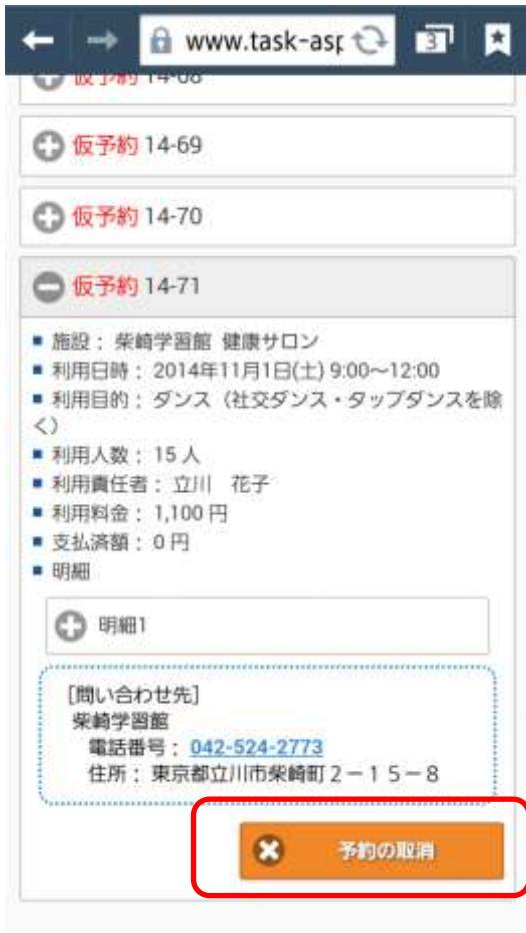 www.task-asp
3
仮予約 14-68
仮予約 14-69
仮予約 14-70
仮予約 14-71
施設： 柴崎学習館 健康サロン
利用日時： 2014年11月1日(土) 9:00～12:00
利用目的： ダンス（社交ダンス・タップダンスを除
く）
利用人数： 15 人
利用責任者： 立川　花子
利用料金： 1,100 円
支払済額： 0 円
明細
明細1
[問い合わせ先]
柴崎学習館
電話番号： 042-524-2773
住所： 東京都立川市柴崎町２－１５－８
予約の取消